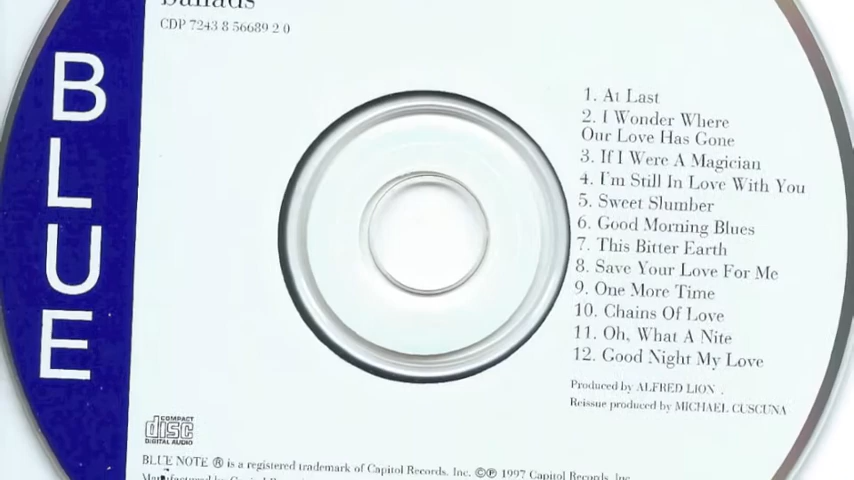 Ballads
CDP 7243 8 56689 2 0
BLUE
1. At Last
2. I Wonder Where
Our Love Has Gone
3. If I Were A Magician
4. I'm Still In Love With You
5. Sweet Slumber
6. Good Morning Blues
7. This Bitter Earth
8. Save Your Love For Me
9. One More Time
10. Chains Of Love
11. Oh, What A Nite
12. Good Night My Love
Produced by ALFRED LION .
Reissue produced by MICHAEL CUSCUNA
COMPACT
disc
DIGITAL AUDIO
BLUE NOTE ® is a registered trademark of Capitol Records. Inc. ©℗ 1997 Capitol Records, Inc
Manufactured by